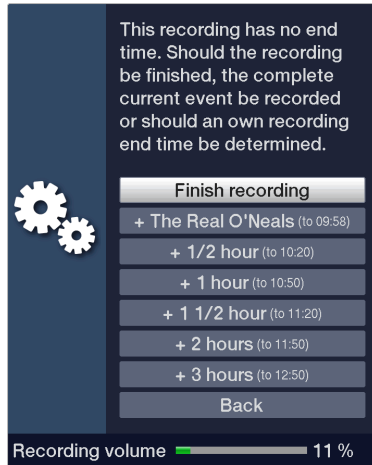 This recording has no end
time. Should the recording
be finished, the complete
current event be recorded
or should an own recording
end time be determined.
Finish recording
+ The Real O'Neals (to 09:58)
+ 1/2 hour (to 10:20)
+ 1 hour (to 10:50)
+ 1 1/2 hour (to 11:20)
+ 2 hours (to 11:50)
+ 3 hours (to 12:50)
Back
Recording volume 11 %